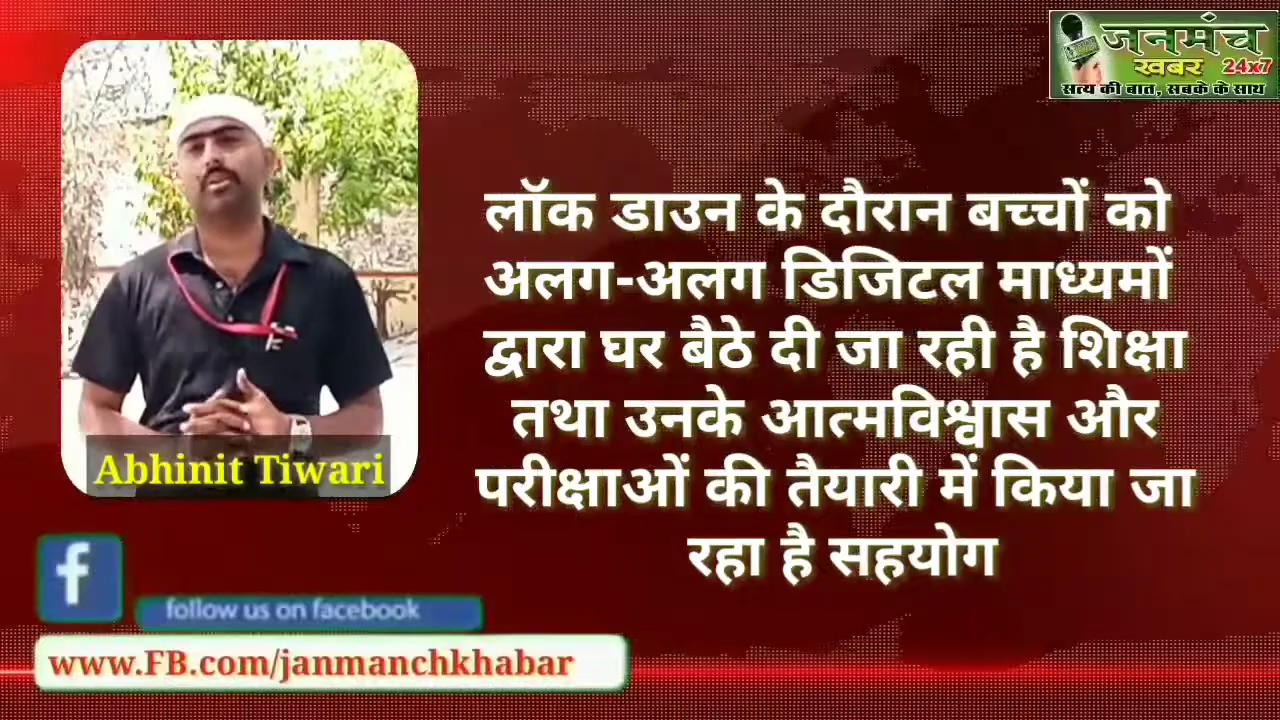 जनमंच
खबर 24x7
सत्य की बात, सबके के साथ
लॉक डाउन के दौरान बच्चों को
अलग-अलग डिजिटल माध्यमों
द्वारा घर बैठे दी जा रही है शिक्षा
तथा उनके आत्मविश्वास और
परीक्षाओं की तैयारी में किया जा
रहा है सहयोग
Abhinit Tiwari
f
follow us on facebook
www.FB.com/janmanchkhabar